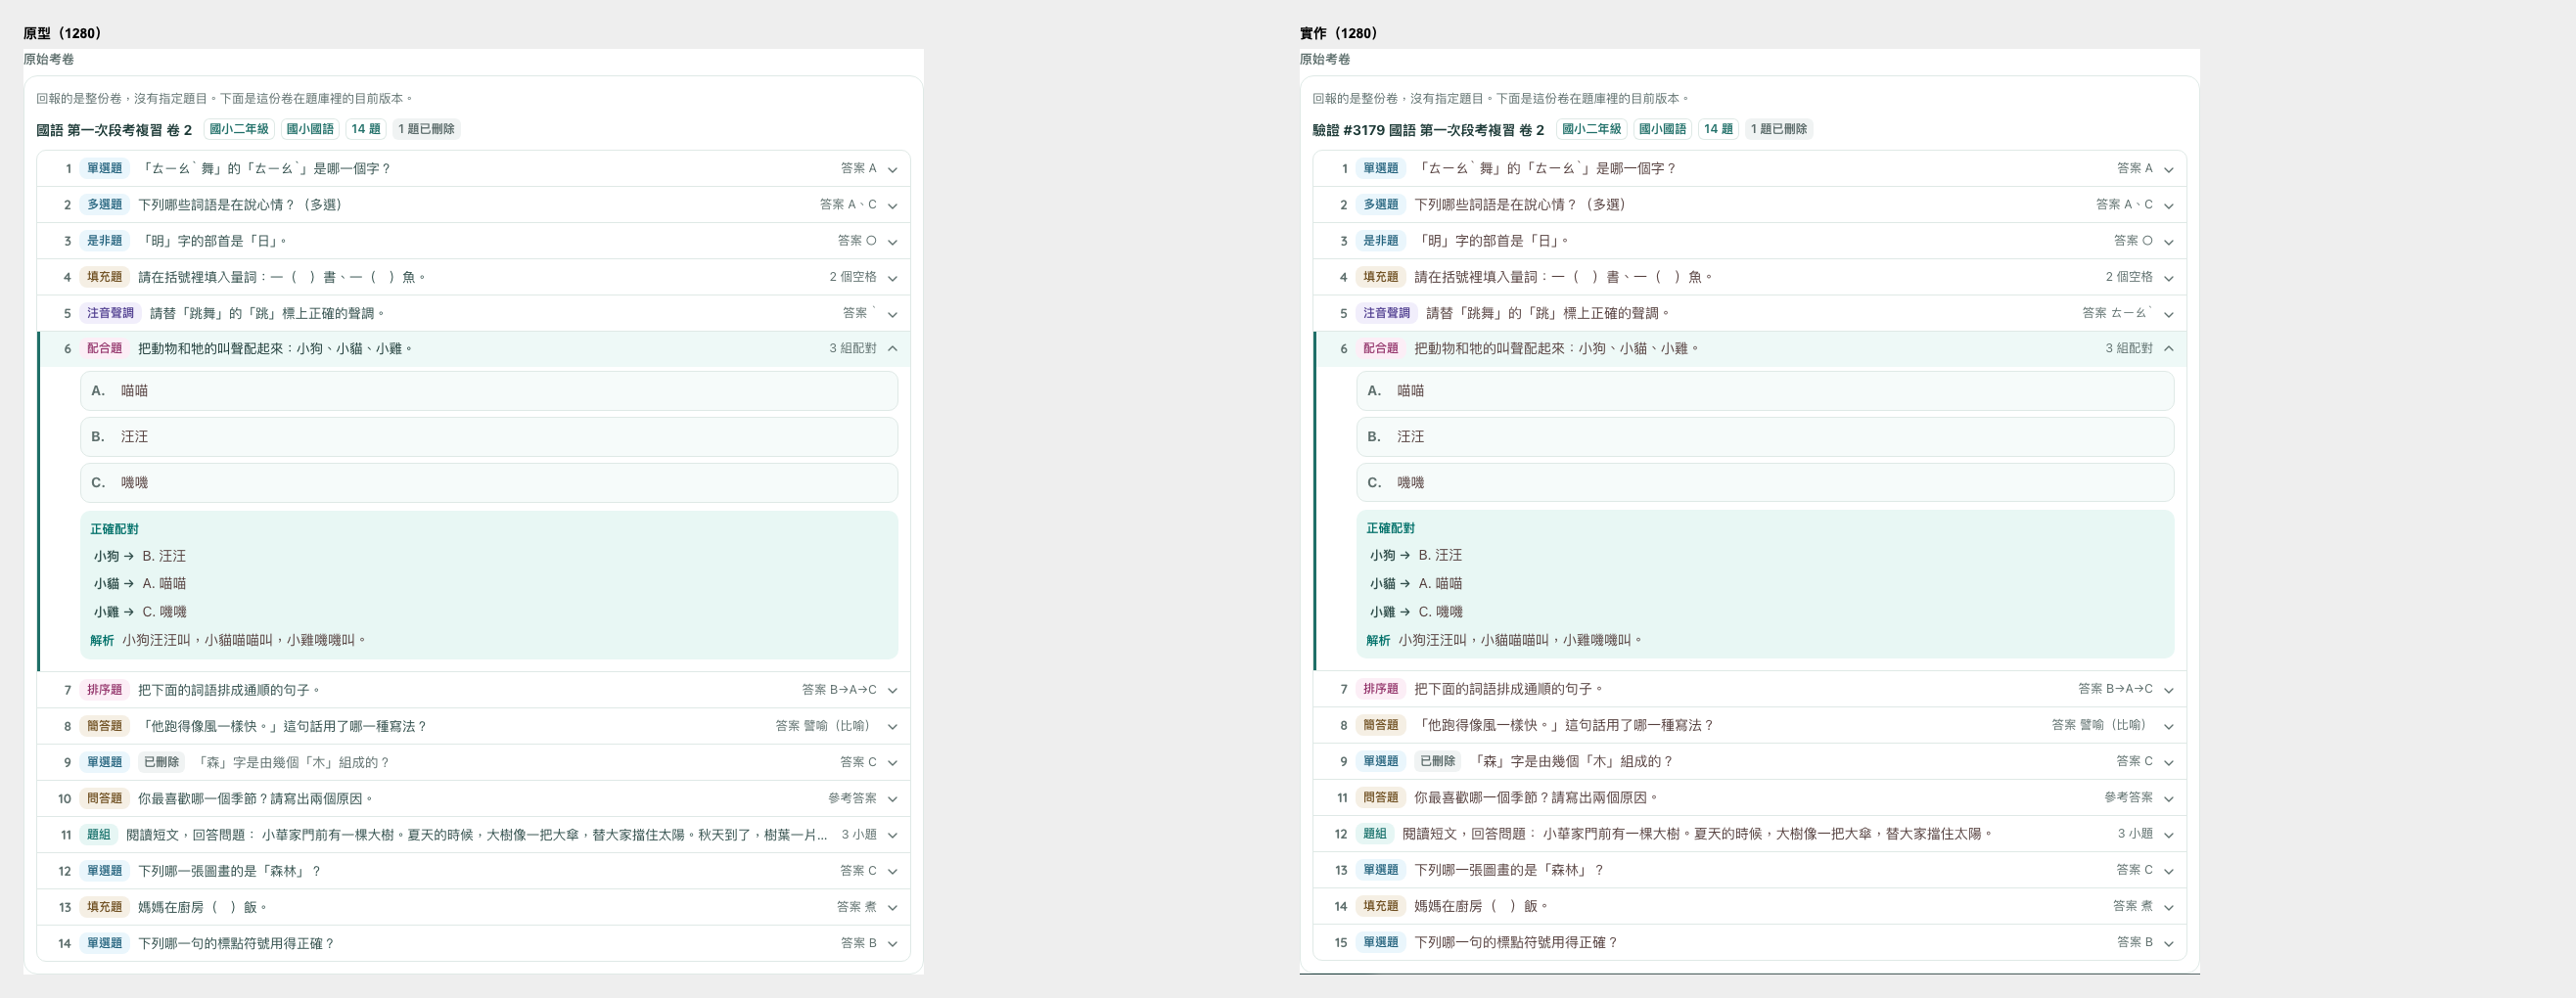 原型（1280）
原始考卷
回報的是整份卷，沒有指定題目。下面是這份卷在題庫裡的目前版本。
國語 第一次段考複習 卷 2 國小二年級 國小國語 14 題 1 題已刪除
1 單選題 「ㄊㄧㄠˋ 舞」的「ㄊㄧㄠˋ」是哪一個字？ 答案 A
2 多選題 下列哪些詞語是在說心情？（多選） 答案 A、C
3 是非題 「明」字的部首是「日」。 答案 ○
4 填充題 請在括號裡填入量詞：一（　）書、一（　）魚。 2 個空格
5 注音聲調 請替「跳舞」的「跳」標上正確的聲調。 答案 ˋ
6 配合題 把動物和牠的叫聲配起來：小狗、小貓、小雞。 3 組配對
A. 喵喵
B. 汪汪
C. 嘰嘰
正確配對
小狗 → B. 汪汪
小貓 → A. 喵喵
小雞 → C. 嘰嘰
解析 小狗汪汪叫，小貓喵喵叫，小雞嘰嘰叫。
7 排序題 把下面的詞語排成通順的句子。 答案 B→A→C
8 簡答題 「他跑得像風一樣快。」這句話用了哪一種寫法？ 答案 譬喻（比喻）
9 單選題 已刪除 「森」字是由幾個「木」組成的？ 答案 C
10 問答題 你最喜歡哪一個季節？請寫出兩個原因。 參考答案
11 題組 閱讀短文，回答問題： 小華家門前有一棵大樹。夏天的時候，大樹像一把大傘，替大家擋住太陽。秋天到了，樹葉一片... 3 小題
12 單選題 下列哪一張圖畫的是「森林」？ 答案 C
13 填充題 媽媽在廚房（　）飯。 答案 煮
14 單選題 下列哪一句的標點符號用得正確？ 答案 B
實作（1280）
原始考卷
回報的是整份卷，沒有指定題目。下面是這份卷在題庫裡的目前版本。
驗證 #3179 國語 第一次段考複習 卷 2 國小二年級 國小國語 14 題 1 題已刪除
1 單選題 「ㄊㄧㄠˋ 舞」的「ㄊㄧㄠˋ」是哪一個字？ 答案 A
2 多選題 下列哪些詞語是在說心情？（多選） 答案 A、C
3 是非題 「明」字的部首是「日」。 答案 ○
4 填充題 請在括號裡填入量詞：一（　）書、一（　）魚。 2 個空格
5 注音聲調 請替「跳舞」的「跳」標上正確的聲調。 答案 ㄊㄧㄠˋ
6 配合題 把動物和牠的叫聲配起來：小狗、小貓、小雞。 3 組配對
A. 喵喵
B. 汪汪
C. 嘰嘰
正確配對
小狗 → B. 汪汪
小貓 → A. 喵喵
小雞 → C. 嘰嘰
解析 小狗汪汪叫，小貓喵喵叫，小雞嘰嘰叫。
7 排序題 把下面的詞語排成通順的句子。 答案 B→A→C
8 簡答題 「他跑得像風一樣快。」這句話用了哪一種寫法？ 答案 譬喻（比喻）
9 單選題 已刪除 「森」字是由幾個「木」組成的？ 答案 C
11 問答題 你最喜歡哪一個季節？請寫出兩個原因。 參考答案
12 題組 閱讀短文，回答問題： 小華家門前有一棵大樹。夏天的時候，大樹像一把大傘，替大家擋住太陽。 3 小題
13 單選題 下列哪一張圖畫的是「森林」？ 答案 C
14 填充題 媽媽在廚房（　）飯。 答案 煮
15 單選題 下列哪一句的標點符號用得正確？ 答案 B